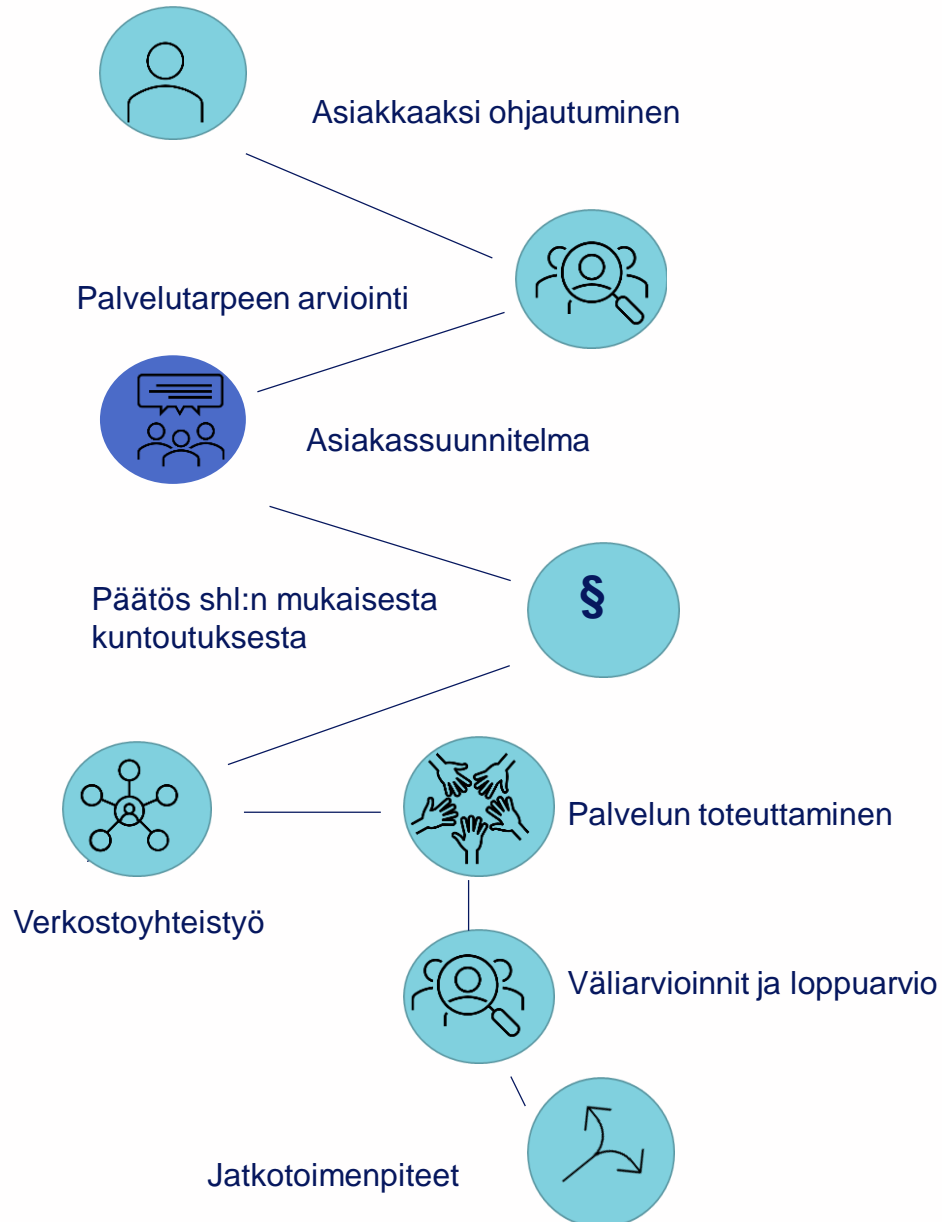 Asiakkaaksi ohjautuminen
Palvelutarpeen arviointi
Asiakassuunnitelma
Päätös shl:n mukaisesta
kuntoutuksesta
§
Palvelun toteuttaminen
Verkostoyhteistyö
Väliarvioinnit ja loppuarvio
Jatkotoimenpiteet